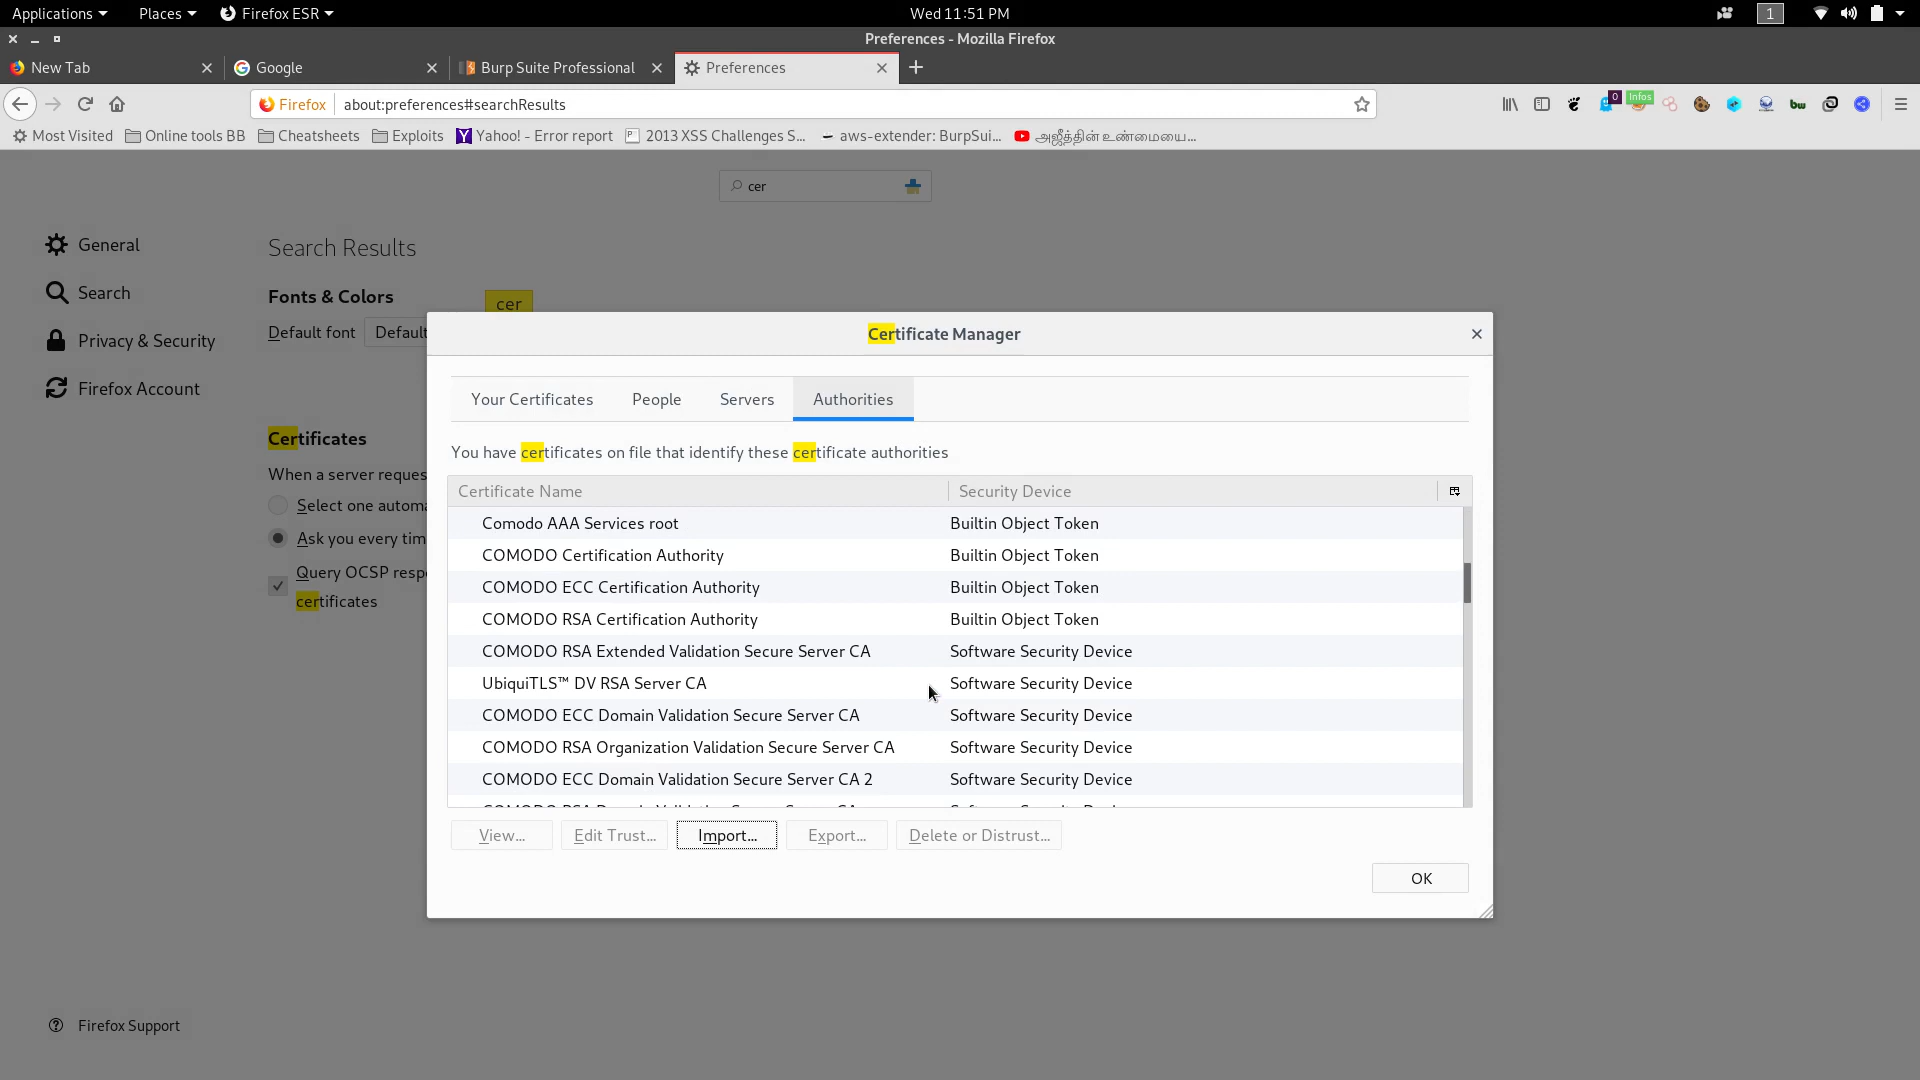 Applications Places Firefox ESR Wed 11:51 PM 1
Preferences - Mozilla Firefox
New Tab Google Burp Suite Professional Preferences
Firefox about:preferences#searchResults 0 Infos
Most Visited Online tools BB Cheatsheets Exploits Yahoo! - Error report 2013 XSS Challenges S... aws-extender: BurpSui... அஜீத்தின் உண்மையை...
cer
General
Search
Privacy & Security
Firefox Account
Search Results
Fonts & Colors cer
Default font Default
Certificates
When a server reques
Select one automa
Ask you every tim
Query OCSP respo
certificates
Certificate Manager
Your Certificates People Servers Authorities
You have certificates on file that identify these certificate authorities
Certificate Name Security Device
Comodo AAA Services root Builtin Object Token
COMODO Certification Authority Builtin Object Token
COMODO ECC Certification Authority Builtin Object Token
COMODO RSA Certification Authority Builtin Object Token
COMODO RSA Extended Validation Secure Server CA Software Security Device
UbiquiTLS™ DV RSA Server CA Software Security Device
COMODO ECC Domain Validation Secure Server CA Software Security Device
COMODO RSA Organization Validation Secure Server CA Software Security Device
COMODO ECC Domain Validation Secure Server CA 2 Software Security Device
View... Edit Trust... Import... Export... Delete or Distrust...
OK
Firefox Support